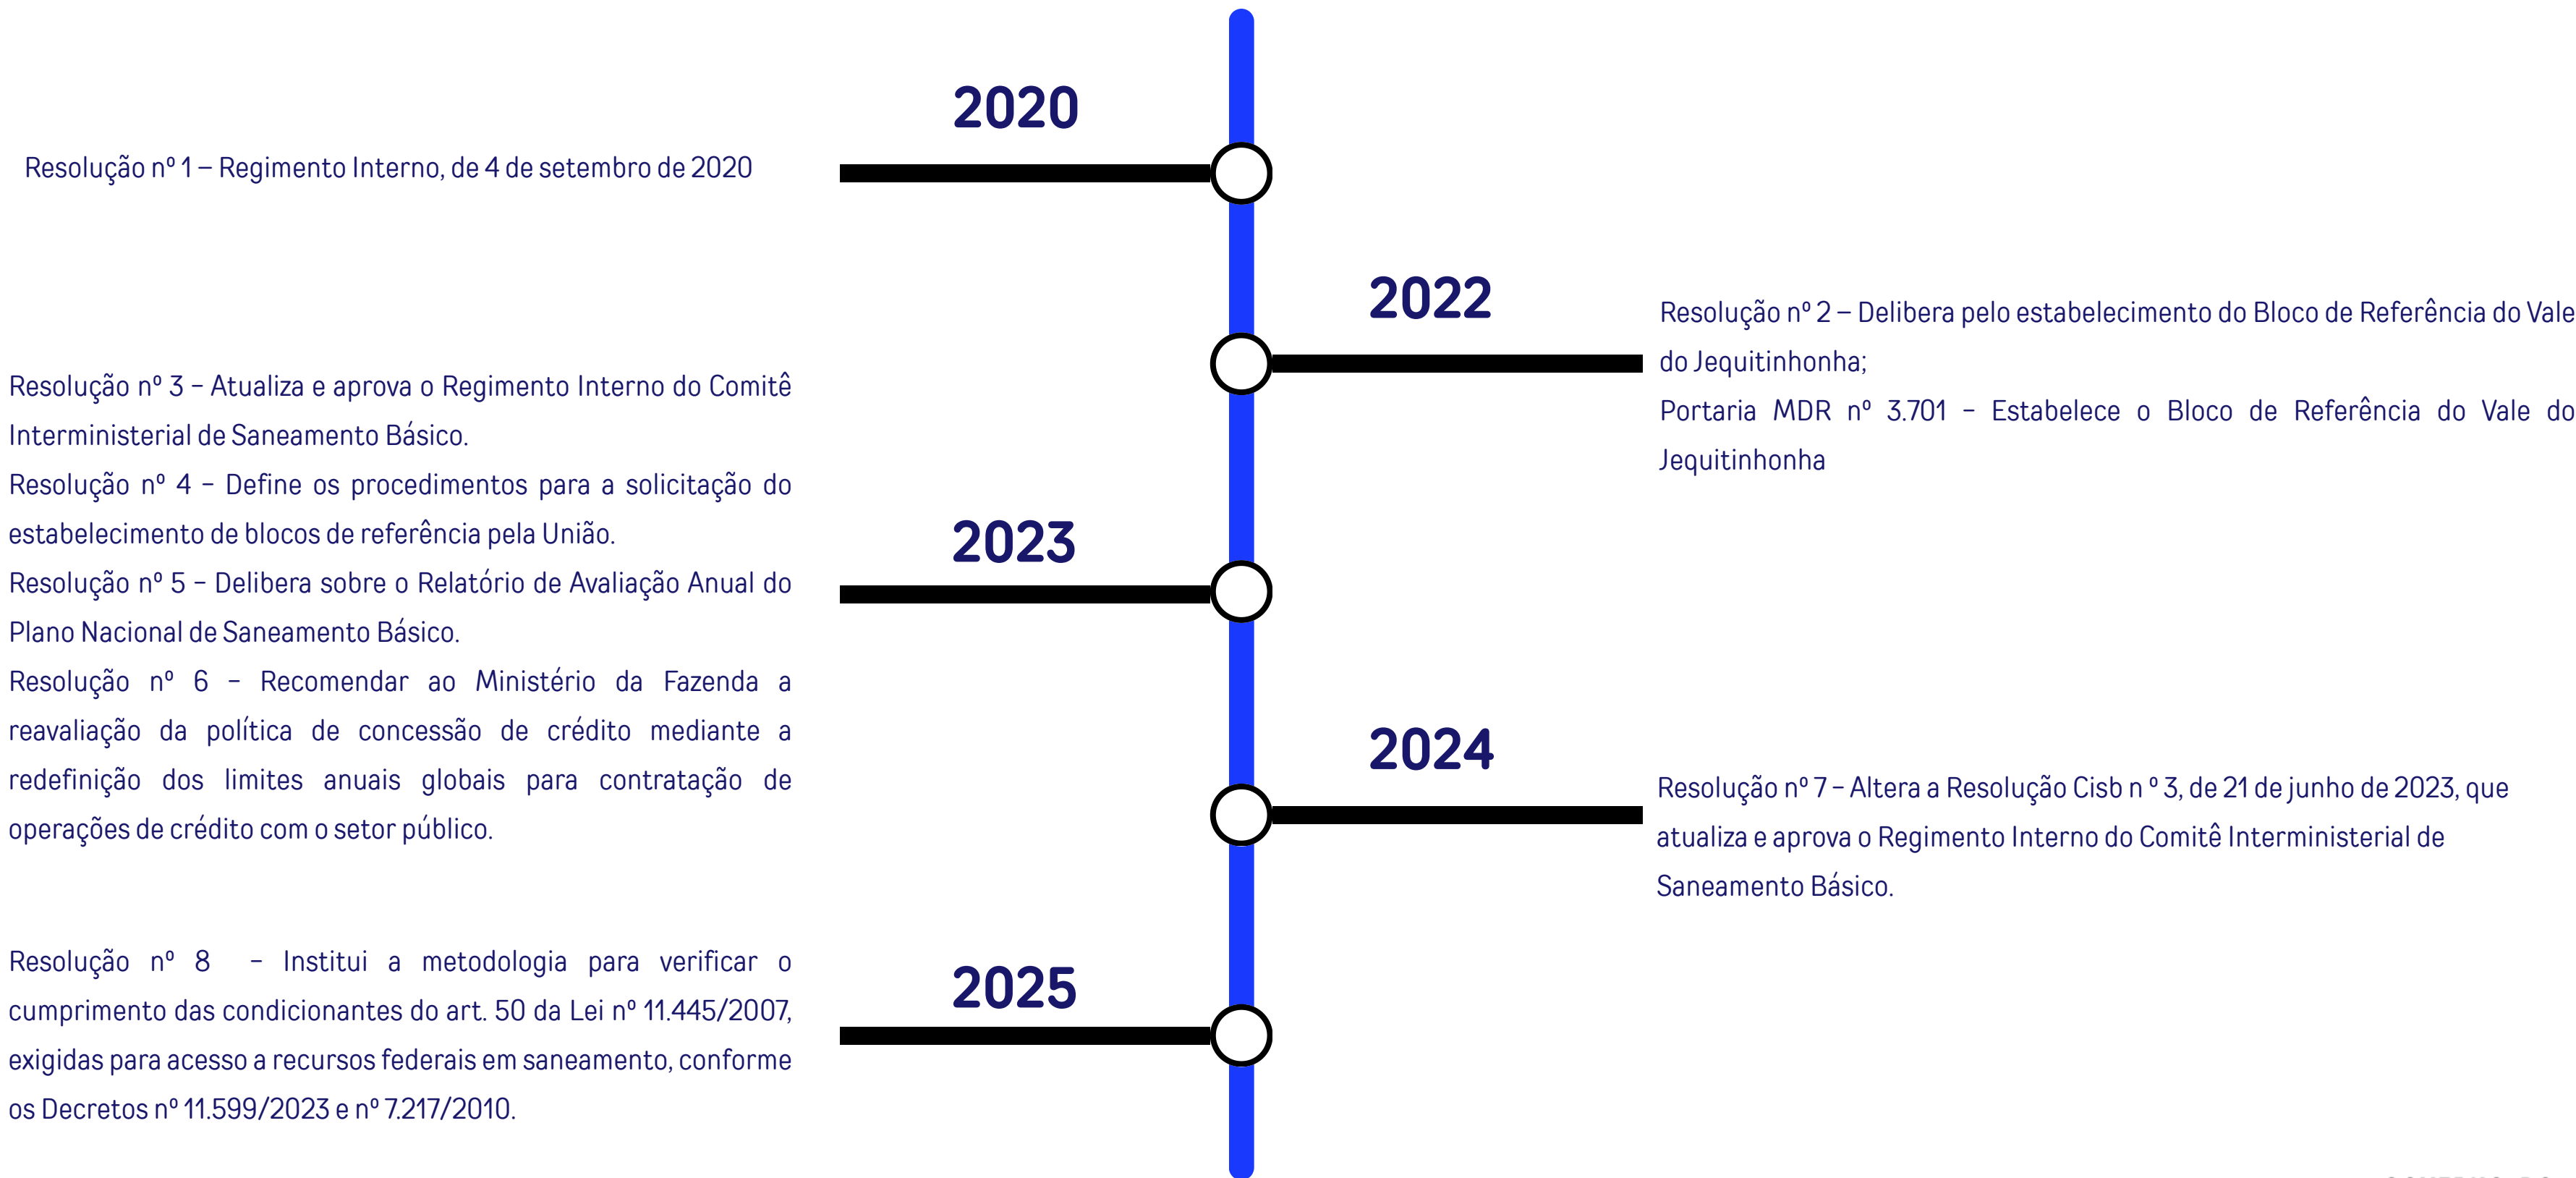 2020
Resolução nº 1 – Regimento Interno, de 4 de setembro de 2020
2022
Resolução nº 2 – Delibera pelo estabelecimento do Bloco de Referência do Vale
do Jequitinhonha;
Portaria MDR nº 3.701 – Estabelece o Bloco de Referência do Vale do
Jequitinhonha
2023
Resolução nº 3 – Atualiza e aprova o Regimento Interno do Comitê
Interministerial de Saneamento Básico.
Resolução nº 4 – Define os procedimentos para a solicitação do
estabelecimento de blocos de referência pela União.
Resolução nº 5 – Delibera sobre o Relatório de Avaliação Anual do
Plano Nacional de Saneamento Básico.
Resolução nº 6 – Recomendar ao Ministério da Fazenda a
reavaliação da política de concessão de crédito mediante a
redefinição dos limites anuais globais para contratação de
operações de crédito com o setor público.
2024
Resolução nº 7 – Altera a Resolução Cisb n º 3, de 21 de junho de 2023, que
atualiza e aprova o Regimento Interno do Comitê Interministerial de
Saneamento Básico.
2025
Resolução nº 8 – Institui a metodologia para verificar o
cumprimento das condicionantes do art. 50 da Lei nº 11.445/2007,
exigidas para acesso a recursos federais em saneamento, conforme
os Decretos nº 11.599/2023 e nº 7.217/2010.